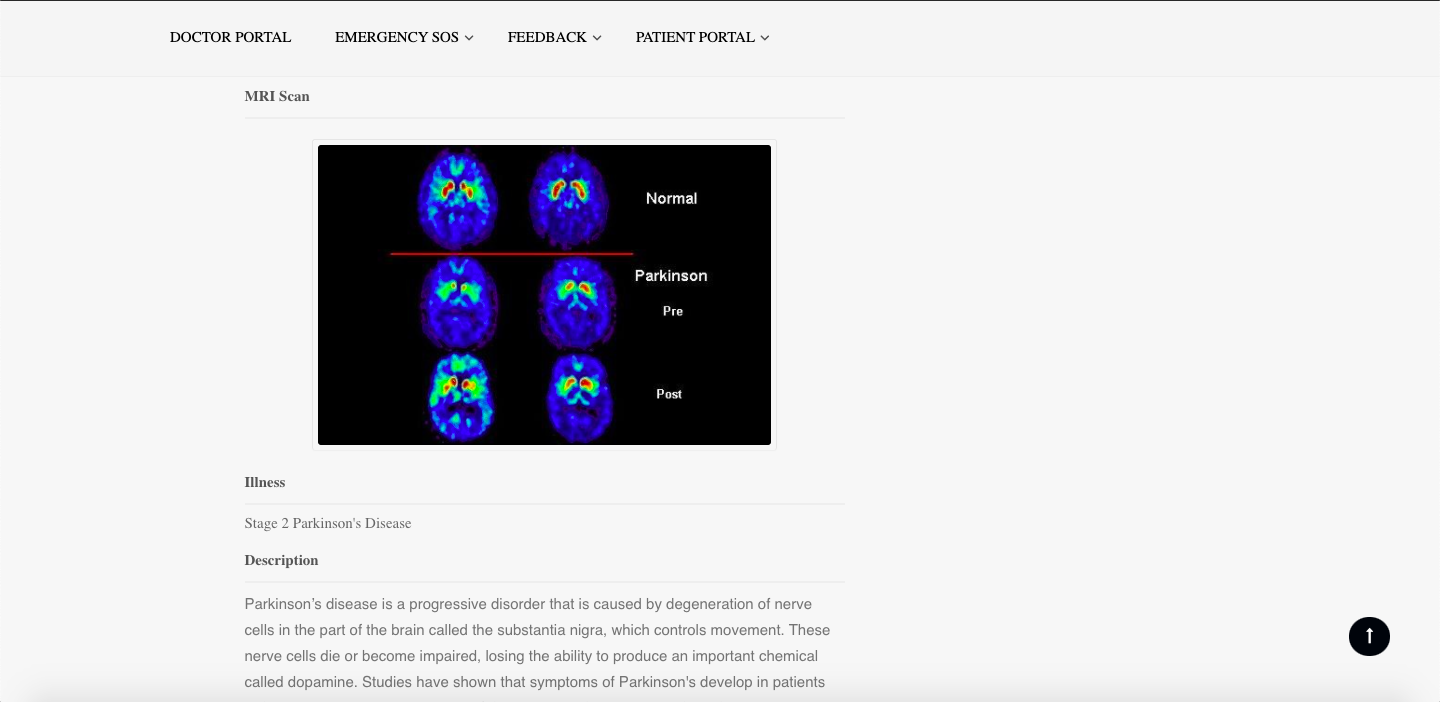 DOCTOR PORTAL EMERGENCY SOS FEEDBACK PATIENT PORTAL
MRI Scan
Normal
Parkinson
Pre
Post
Illness
Stage 2 Parkinson's Disease
Description
Parkinson’s disease is a progressive disorder that is caused by degeneration of nerve
cells in the part of the brain called the substantia nigra, which controls movement. These
nerve cells die or become impaired, losing the ability to produce an important chemical
called dopamine. Studies have shown that symptoms of Parkinson's develop in patients